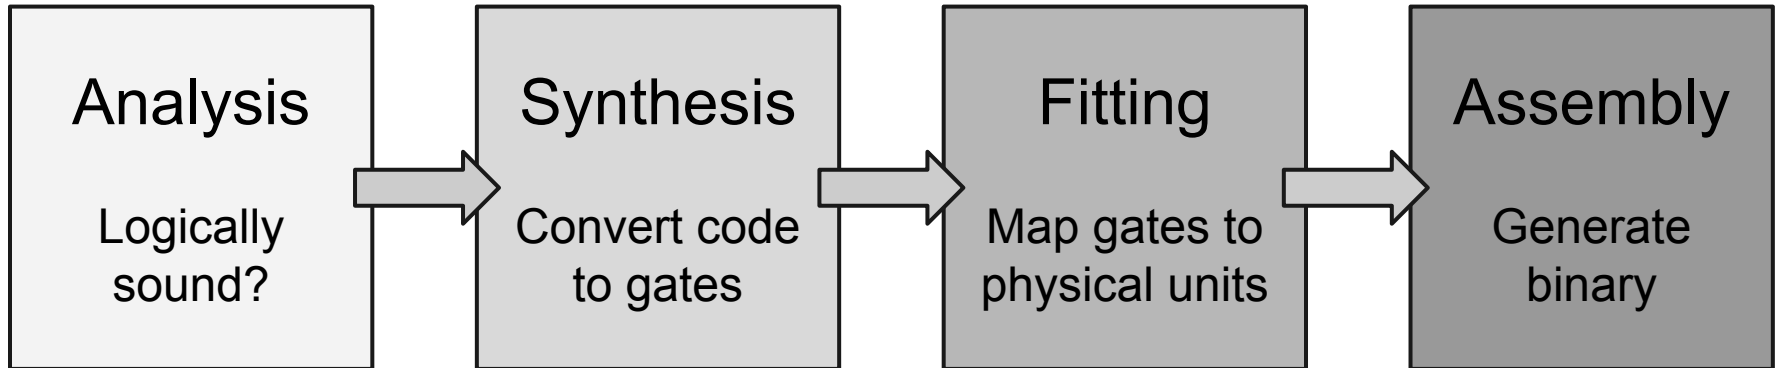 Analysis
Logically
sound?
Synthesis
Convert code
to gates
Fitting
Map gates to
physical units
Assembly
Generate
binary